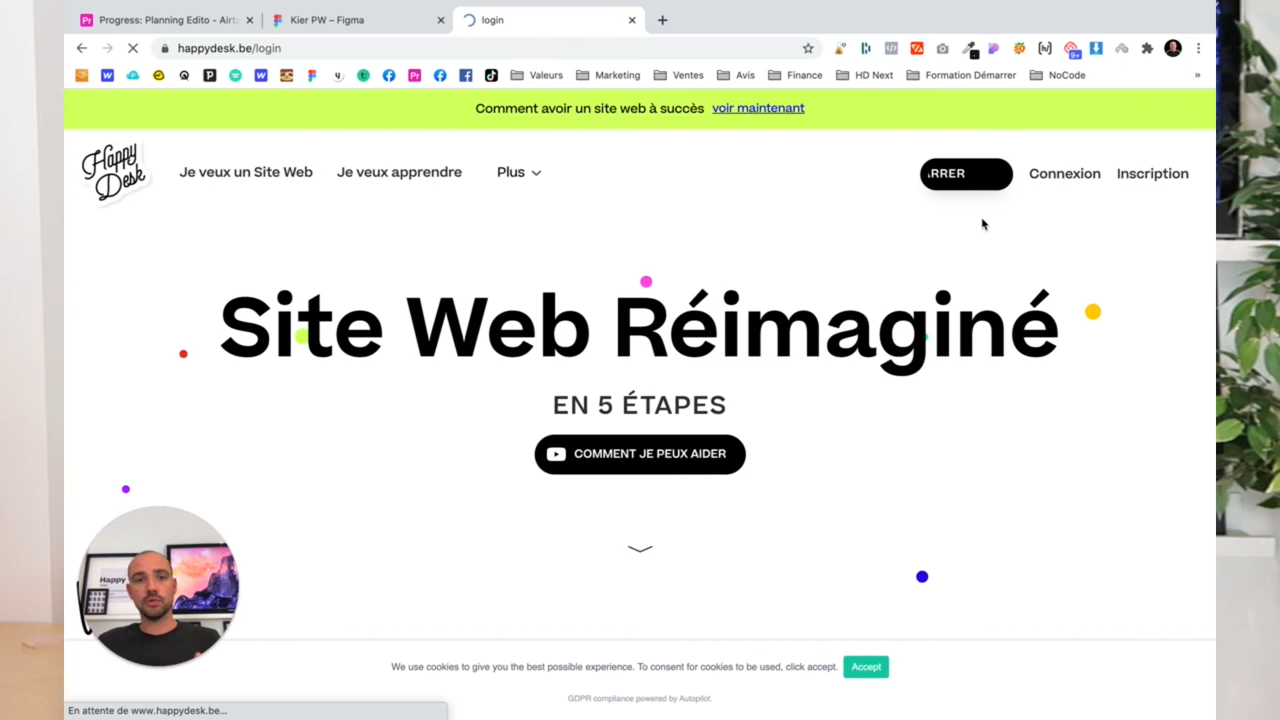 Progress: Planning Edito - Airta
Kier PW – Figma
login
happydesk.be/login
9+
Valeurs
Marketing
Ventes
Avis
Finance
HD Next
Formation Démarrer
NoCode
»
Comment avoir un site web à succès voir maintenant
Happy
Desk
Je veux un Site Web
Je veux apprendre
Plus
RRER
Connexion
Inscription
Site Web Réimaginé
EN 5 ÉTAPES
COMMENT JE PEUX AIDER
Happy
We use cookies to give you the best possible experience. To consent for cookies to be used, click accept.
Accept
GDPR compliance powered by Autopilot.
En attente de www.happydesk.be...